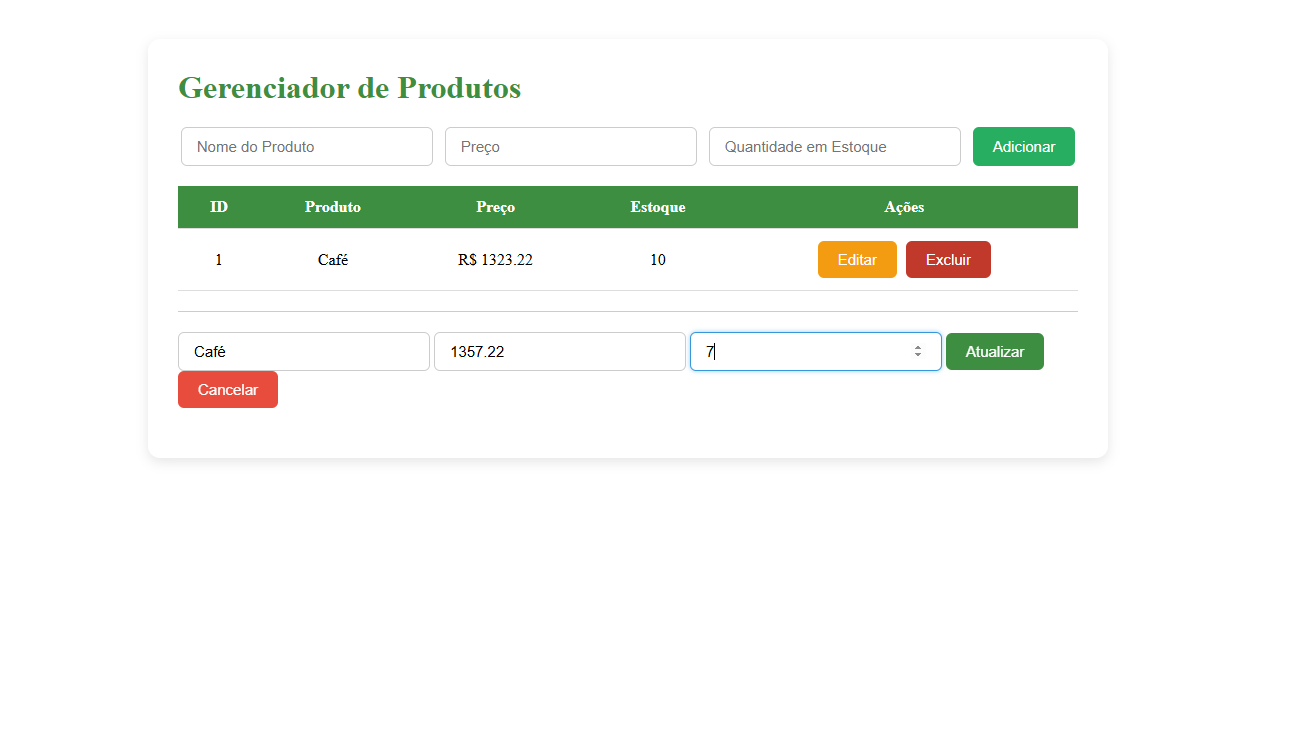 Gerenciador de Produtos
Nome do Produto Preço Quantidade em Estoque Adicionar
ID Produto Preço Estoque Ações
1 Café R$ 1323.22 10 Editar Excluir
Café 1357.22 7 Atualizar
Cancelar